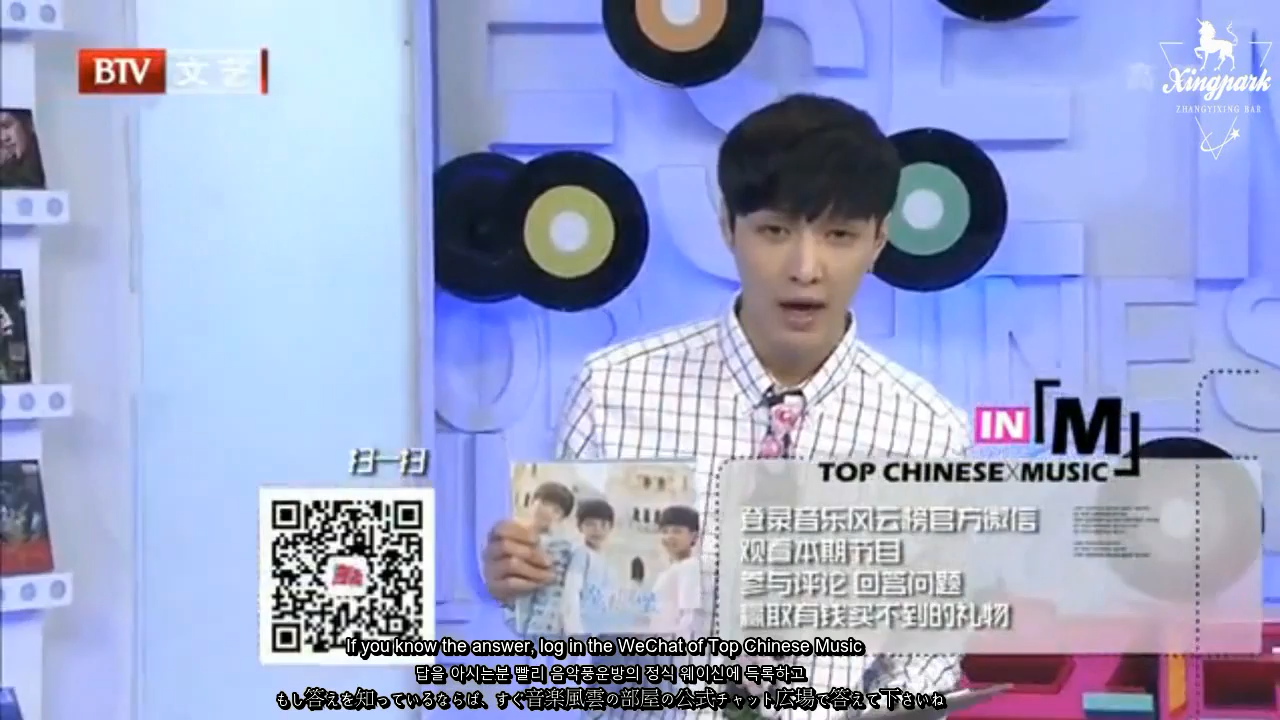 BTV 文艺
Xingpark
ZHANGYIXING BAR
IN「M」
TOP CHINESE×MUSIC
扫一扫
登录音乐风云榜官方微信
观看本期节目
参与评论 回答问题
赢取有钱买不到的礼物
If you know the answer, log in the WeChat of Top Chinese Music
답을 아시는분 빨리 음악풍운방의 정식 웨이신에 득록하고
もし答えを知っているならば、すぐ音楽風雲の部屋の公式チャット広場で答えて下さいね